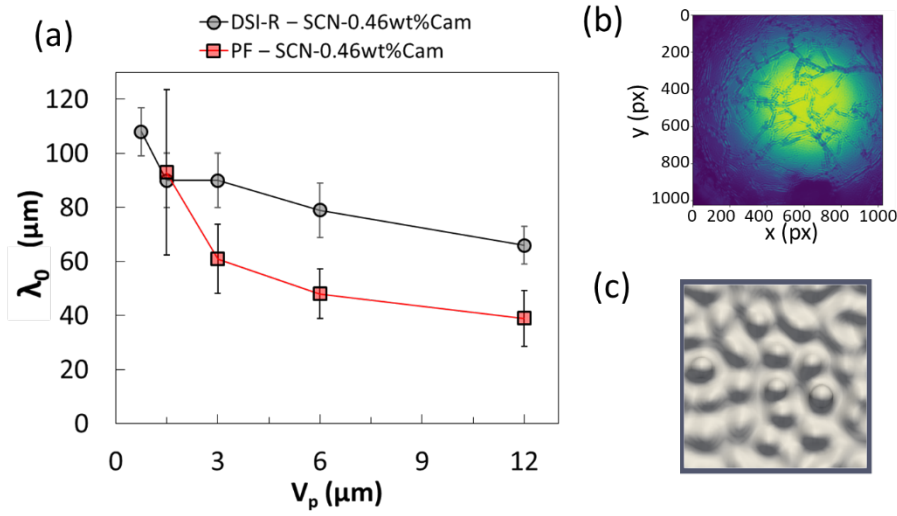 (a)
DSI-R – SCN-0.46wt%Cam
PF – SCN-0.46wt%Cam
λ₀ (μm)
120
100
80
60
40
20
0
0 3 6 9 12
Vₚ (μm)
(b)
0
200
400
600
800
1000
y (px)
0 200 400 600 800 1000
x (px)
(c)